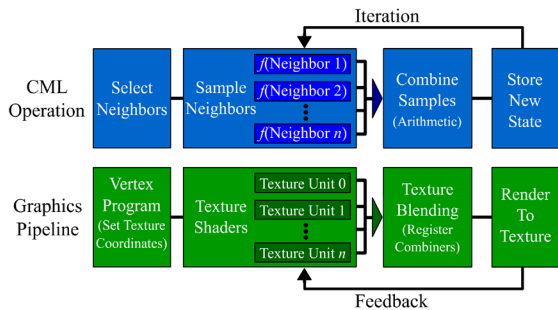 Iteration
CML
Operation
Select
Neighbors
Sample
Neighbors
f(Neighbor 1)
f(Neighbor 2)
f(Neighbor n)
Combine
Samples
(Arithmetic)
Store
New
State
Graphics
Pipeline
Vertex
Program
(Set Texture
Coordinates)
Texture
Shaders
Texture Unit 0
Texture Unit 1
Texture Unit n
Texture
Blending
(Register
Combiners)
Render
To
Texture
Feedback